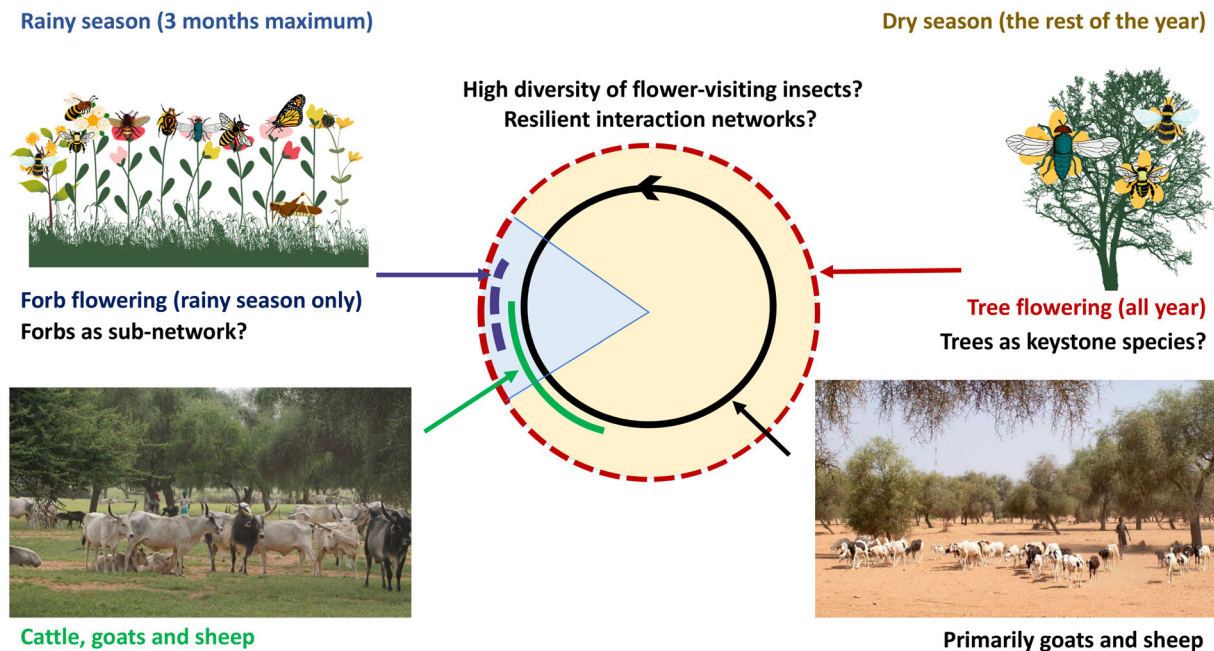 Rainy season (3 months maximum)
Dry season (the rest of the year)
High diversity of flower-visiting insects?
Resilient interaction networks?
Forb flowering (rainy season only)
Forbs as sub-network?
Tree flowering (all year)
Trees as keystone species?
Cattle, goats and sheep
Primarily goats and sheep